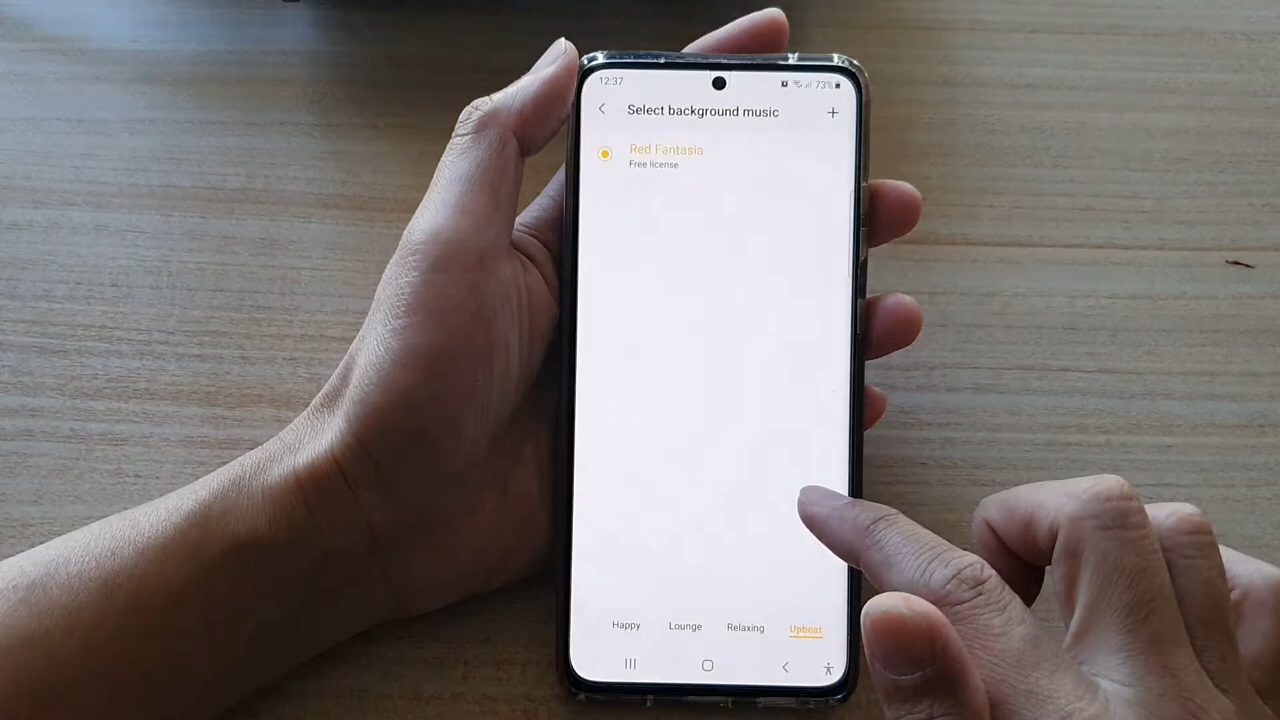 12:37
73%
Select background music
Red Fantasia
Free license
Happy Lounge Relaxing Upbeat